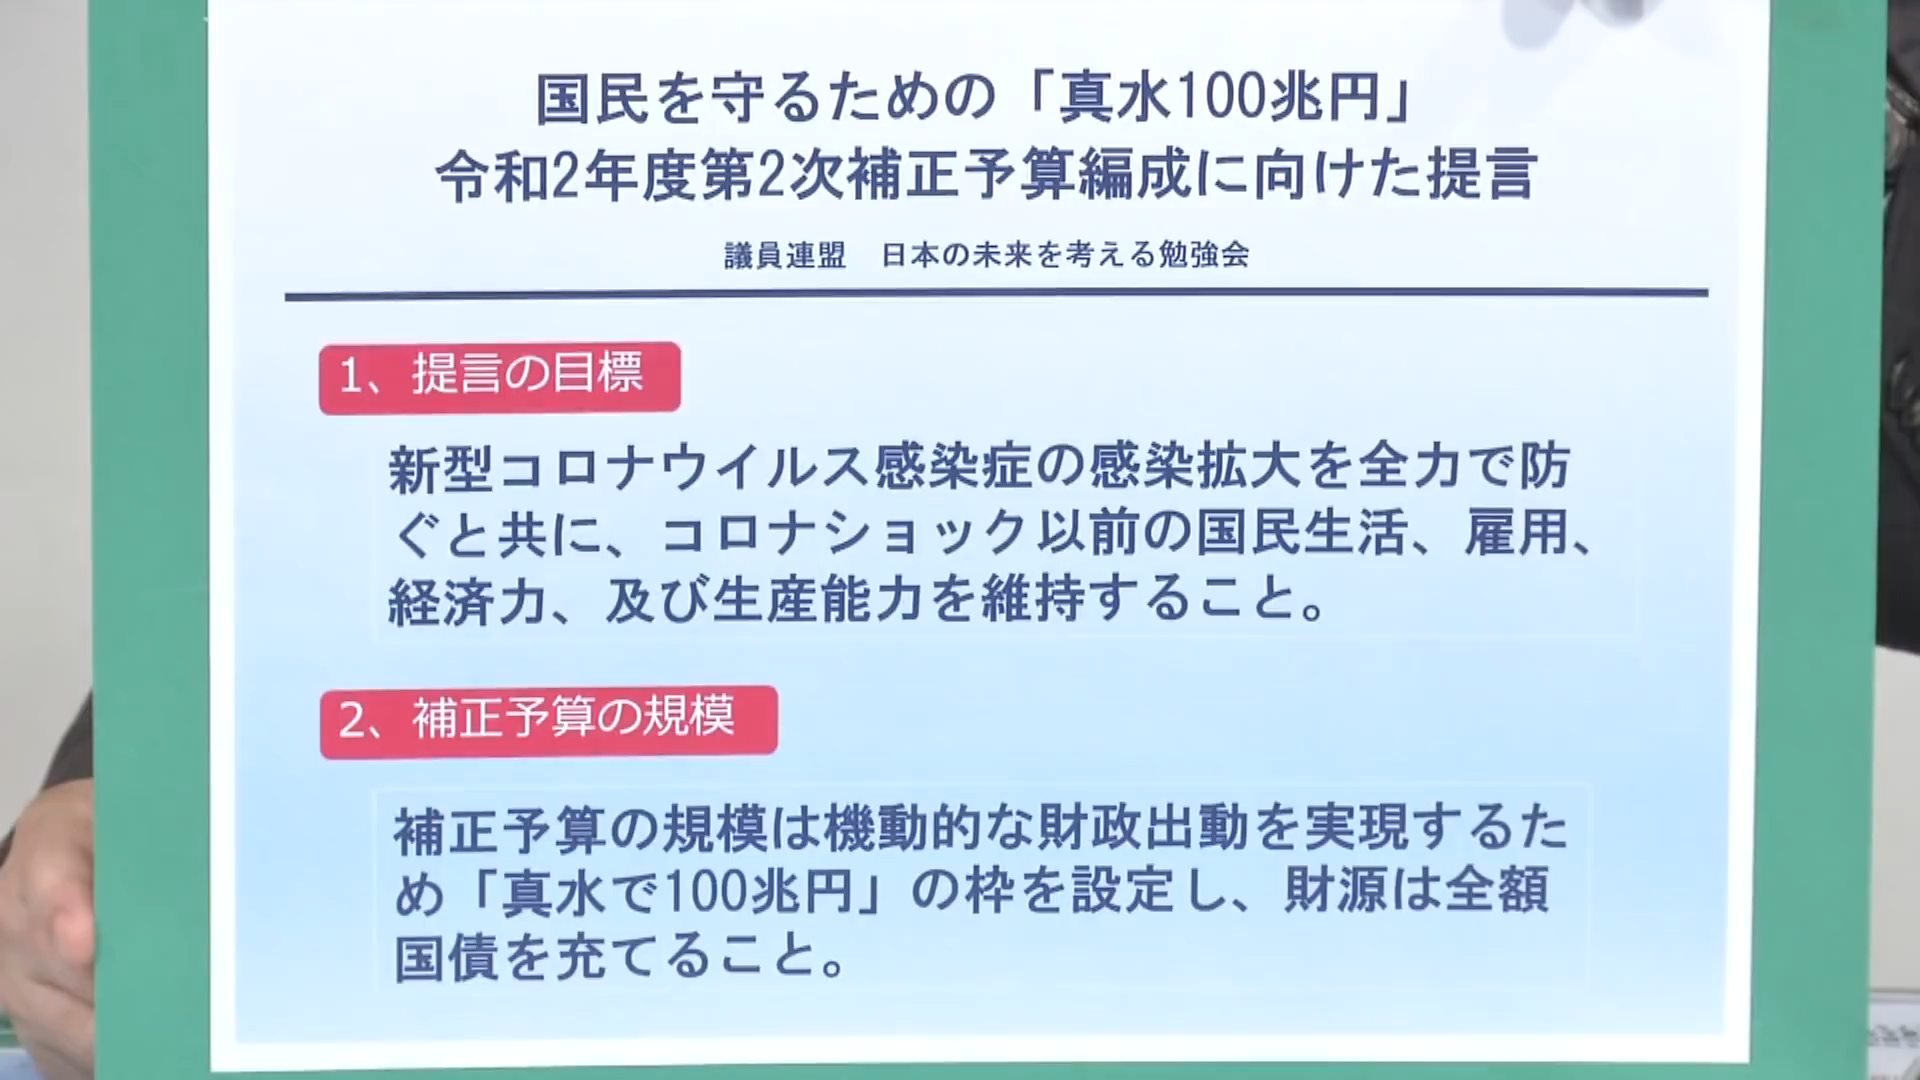 国民を守るための「真水100兆円」
令和2年度第2次補正予算編成に向けた提言
議員連盟　日本の未来を考える勉強会
1、提言の目標
新型コロナウイルス感染症の感染拡大を全力で防
ぐと共に、コロナショック以前の国民生活、雇用、
経済力、及び生産能力を維持すること。
2、補正予算の規模
補正予算の規模は機動的な財政出動を実現するた
め「真水で100兆円」の枠を設定し、財源は全額
国債を充てること。